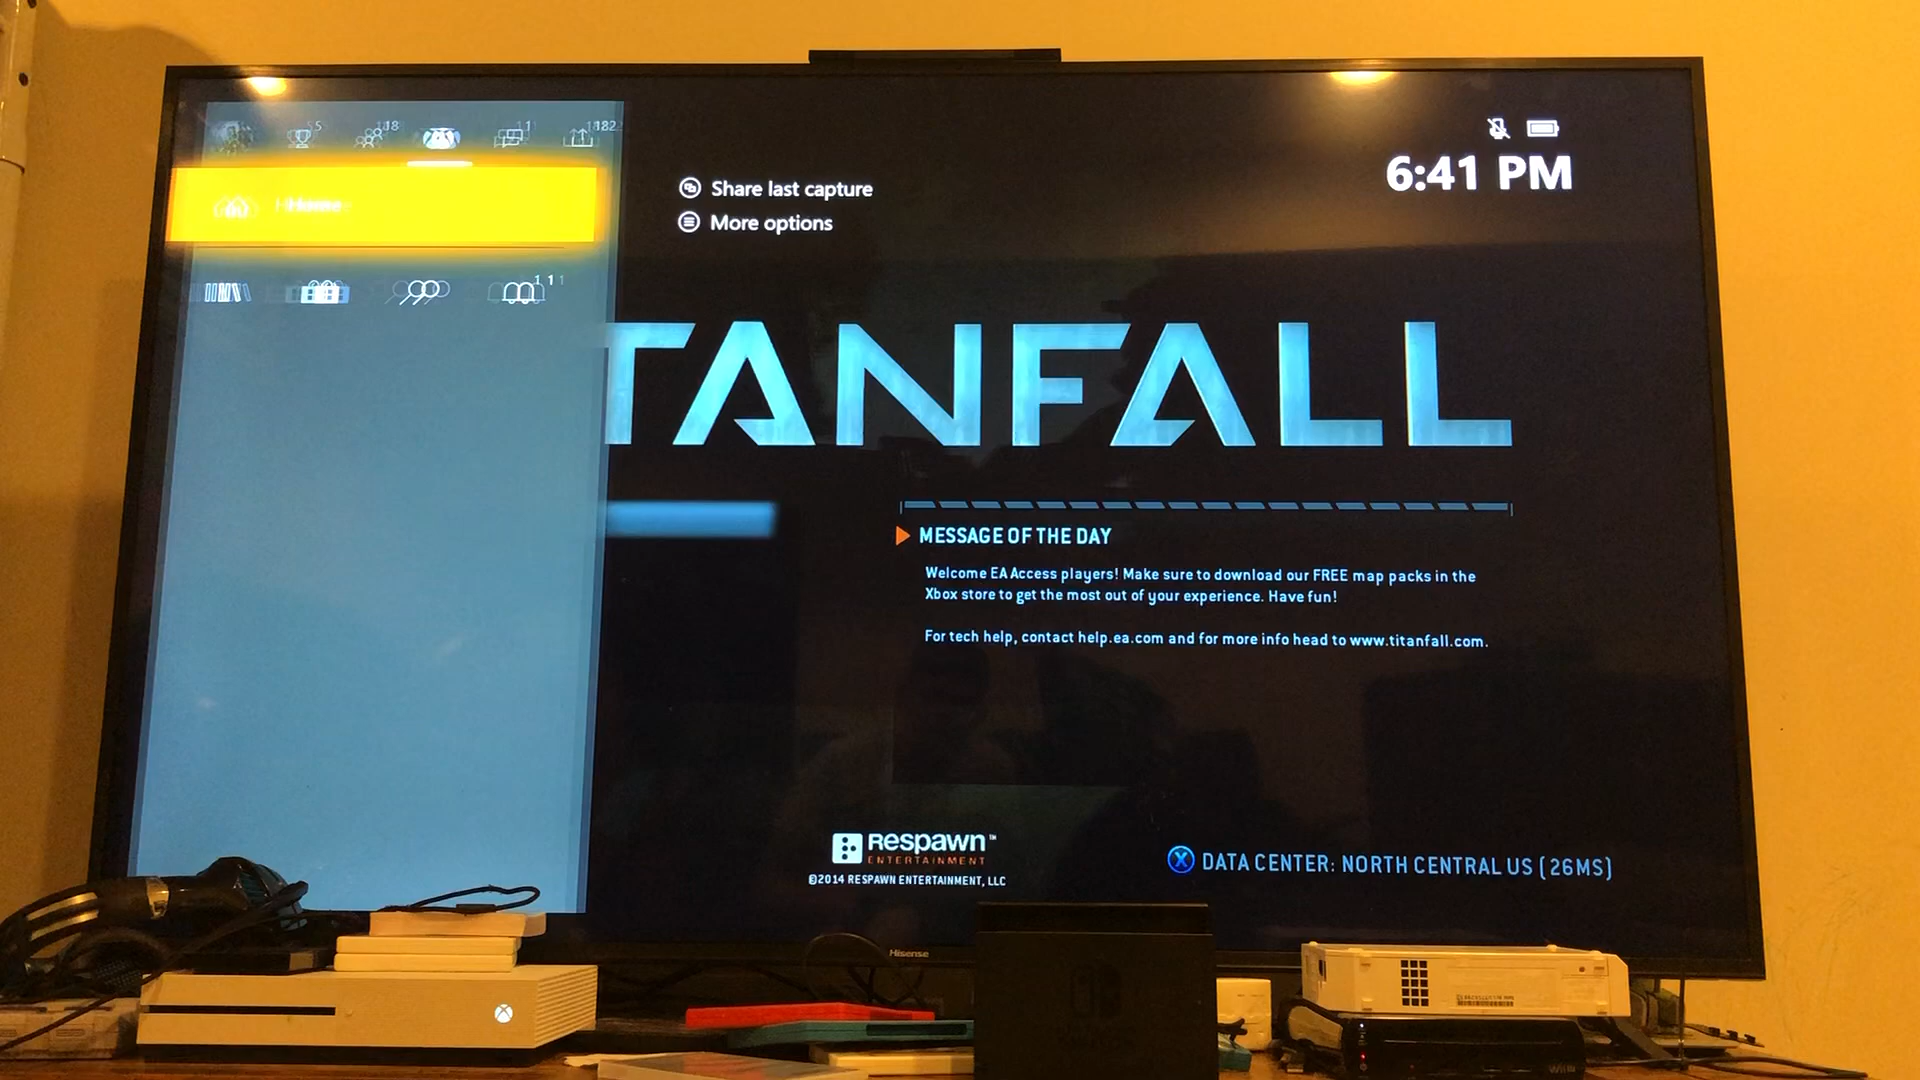 Share last capture
More options
6:41 PM
Home
TANFALL
MESSAGE OF THE DAY
Welcome EA Access players! Make sure to download our FREE map packs in the
Xbox store to get the most out of your experience. Have fun!
For tech help, contact help.ea.com and for more info head to www.titanfall.com.
RESPAWN™
ENTERTAINMENT
©2014 RESPAWN ENTERTAINMENT, LLC
X DATA CENTER: NORTH CENTRAL US (26MS)
Hisense